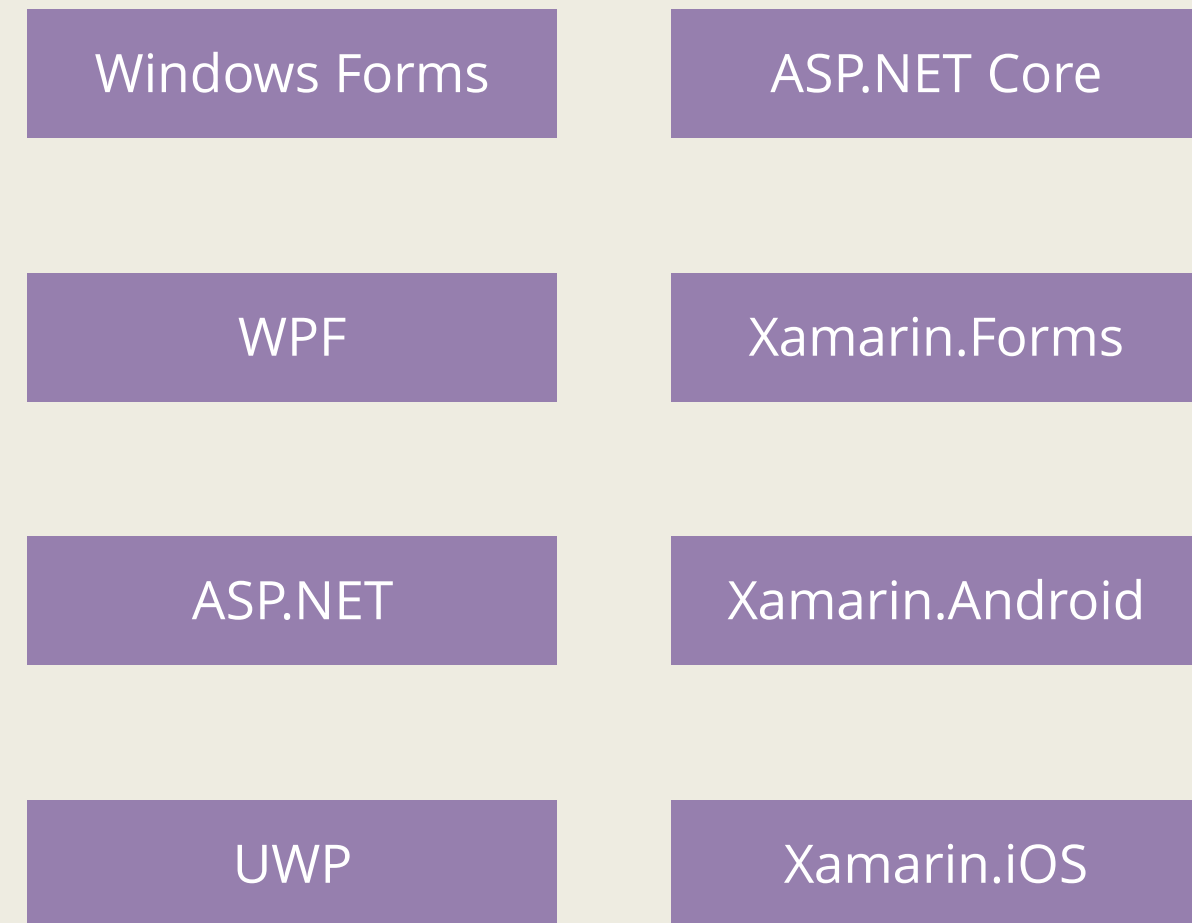 Windows Forms
ASP.NET Core
WPF
Xamarin.Forms
ASP.NET
Xamarin.Android
UWP
Xamarin.iOS